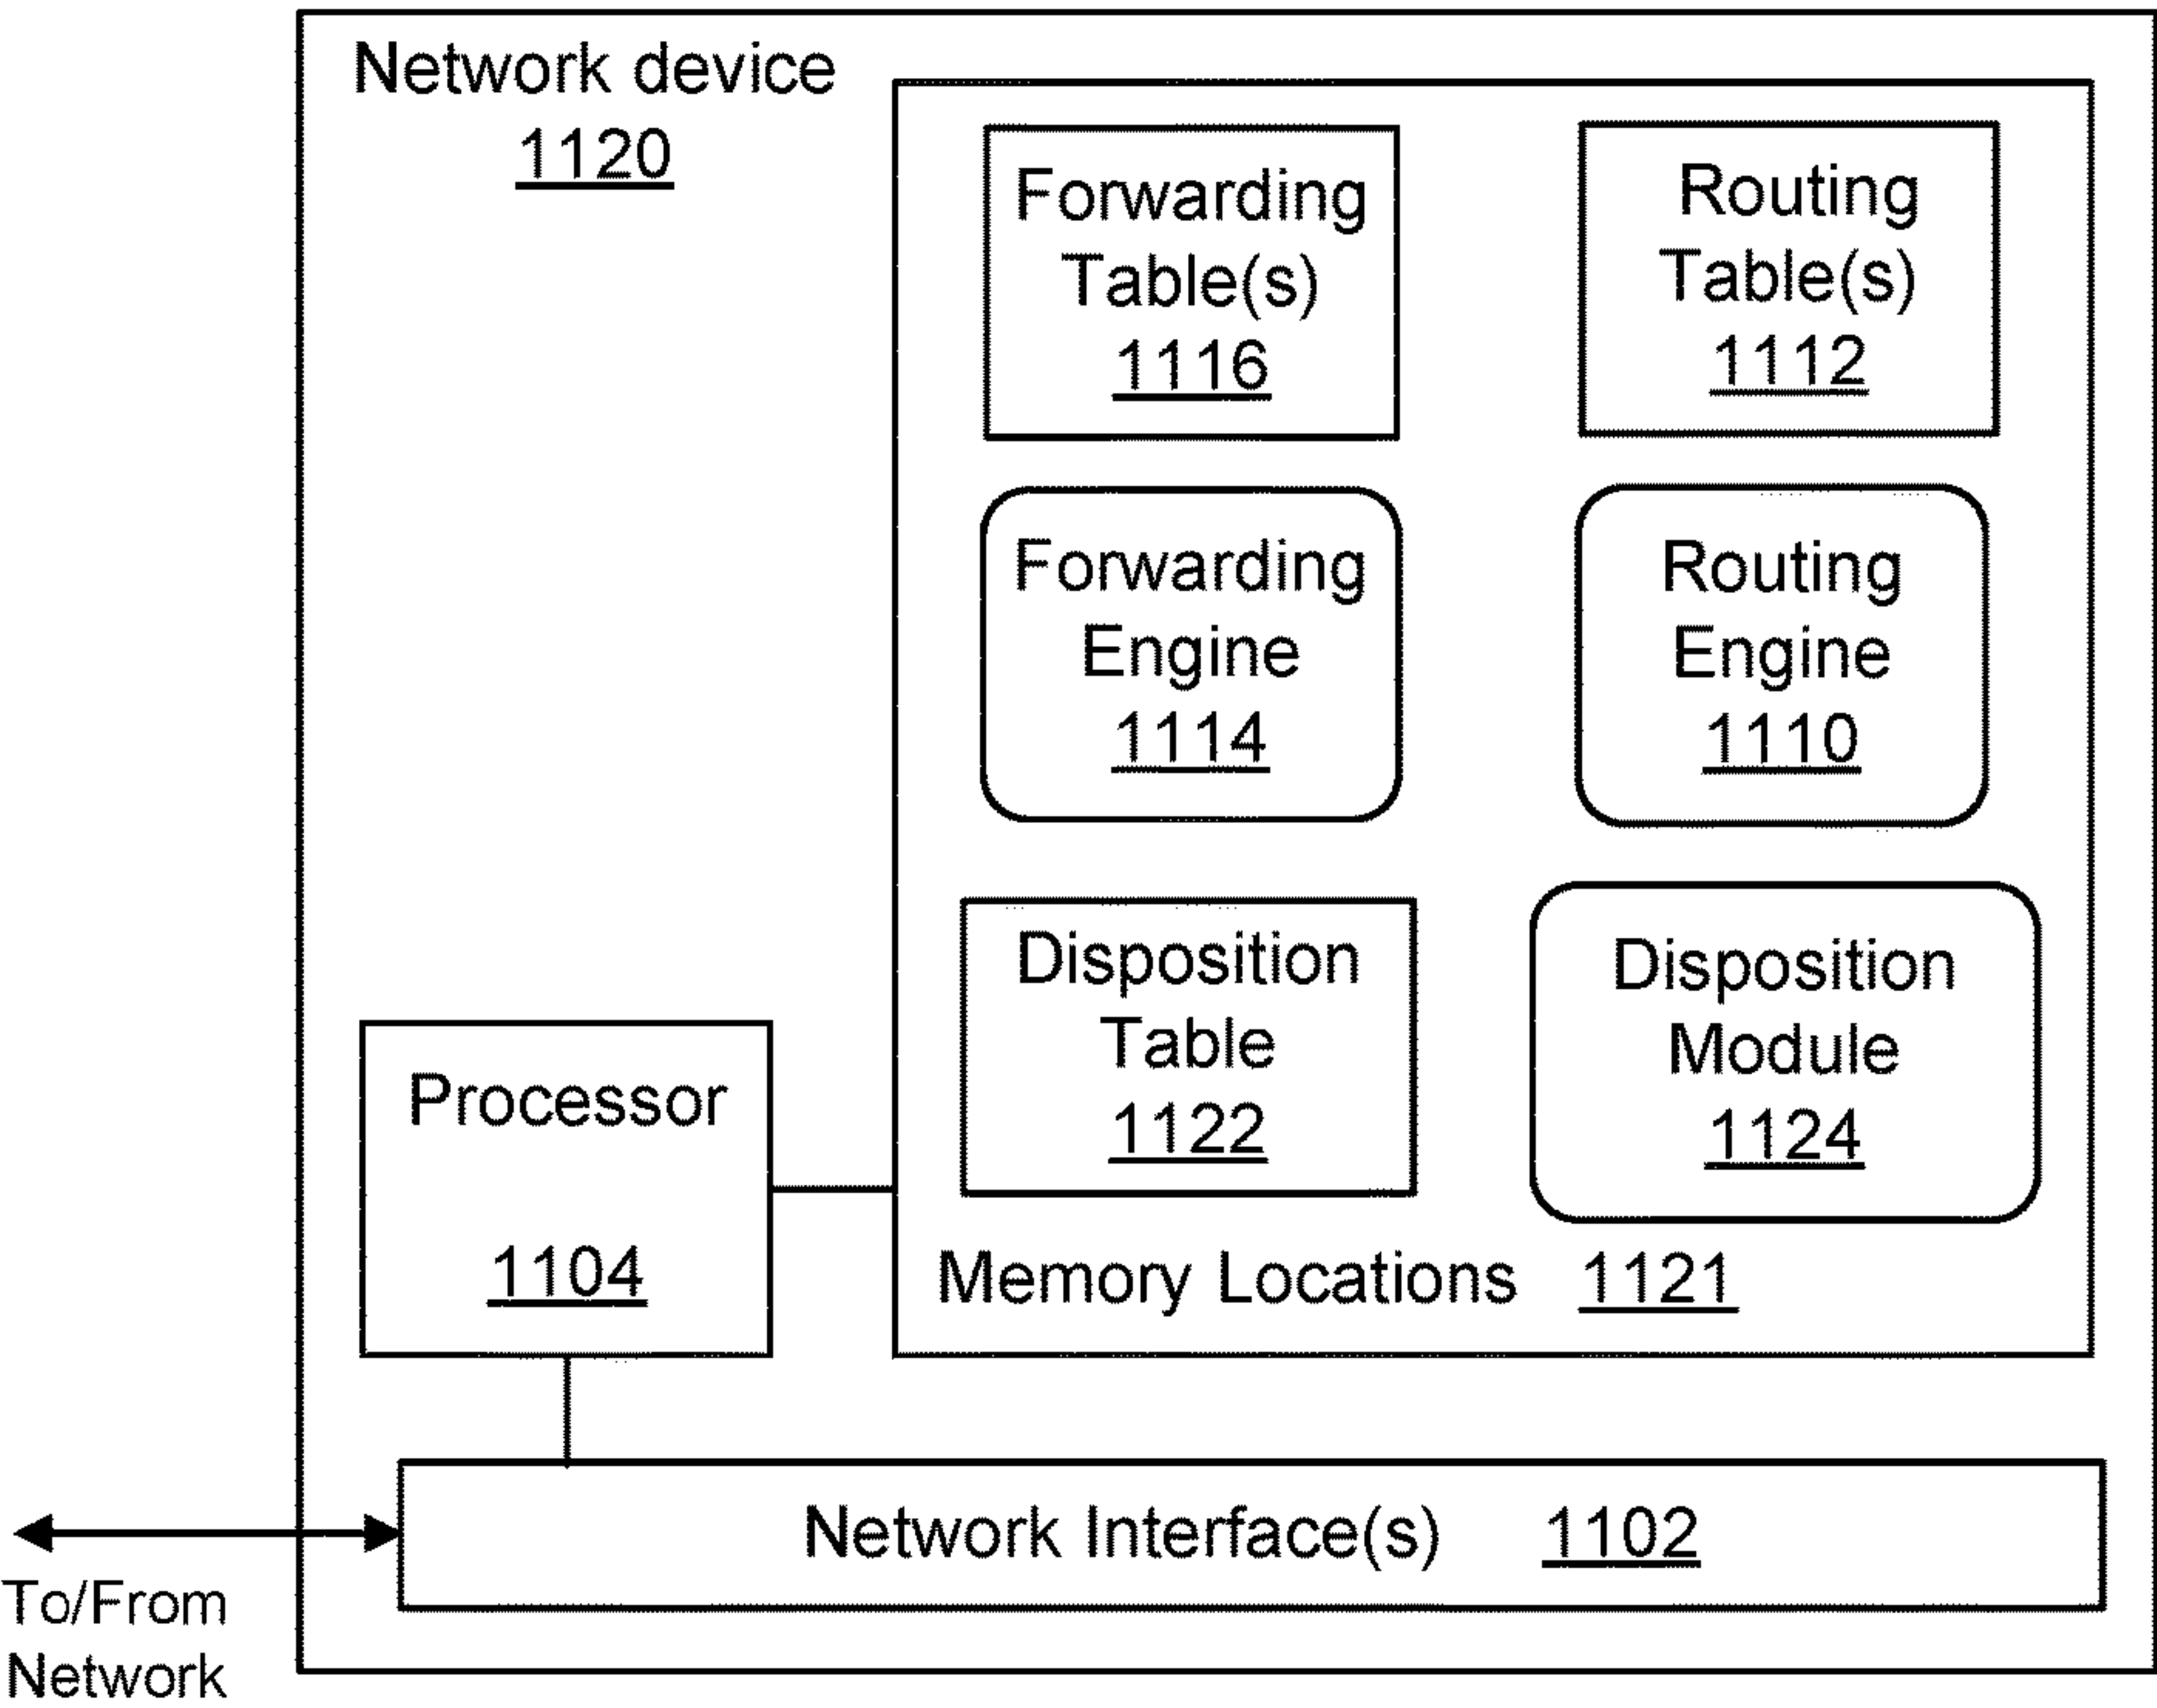 Network device
1120
Forwarding
Table(s)
1116
Routing
Table(s)
1112
Forwarding
Engine
1114
Routing
Engine
1110
Disposition
Table
1122
Disposition
Module
1124
Processor
1104
Memory Locations 1121
Network Interface(s) 1102
To/From
Network